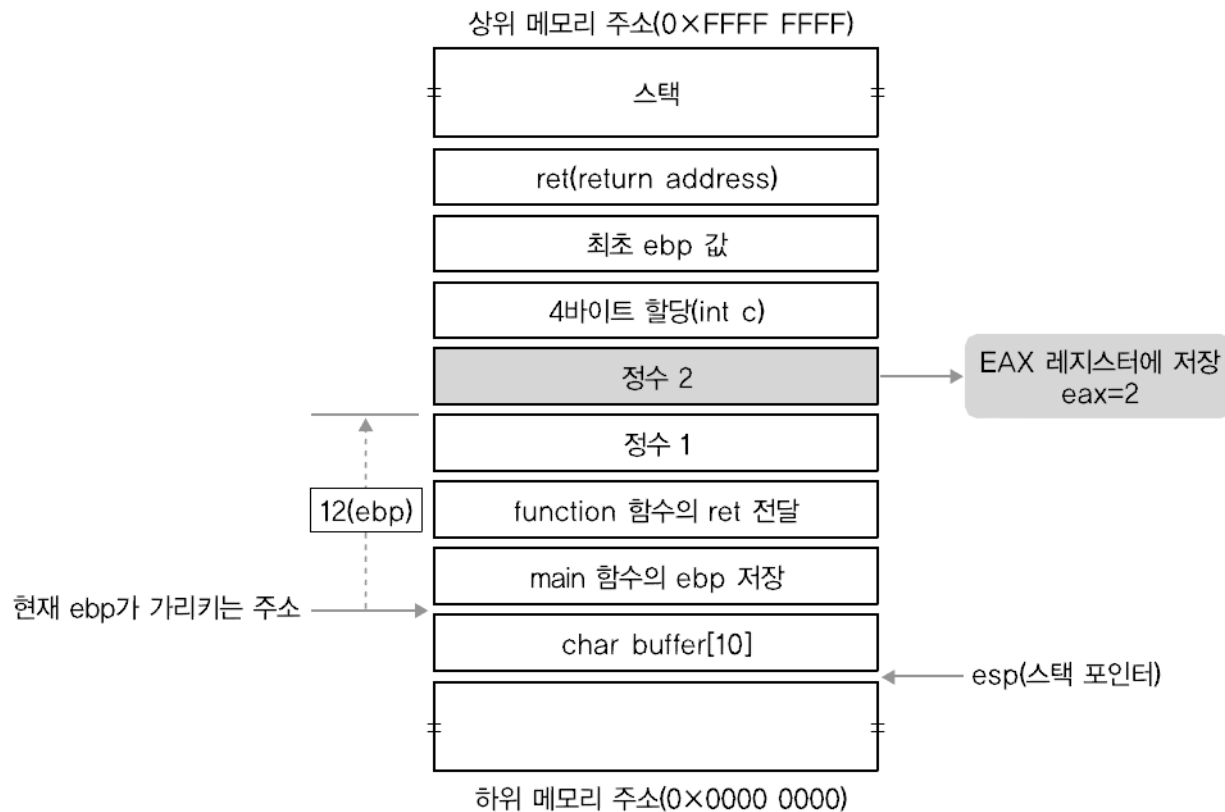 상위 메모리 주소(0×FFFF FFFF)
스택
ret(return address)
최초 ebp 값
4바이트 할당(int c)
정수 2
EAX 레지스터에 저장
eax=2
정수 1
12(ebp)
function 함수의 ret 전달
main 함수의 ebp 저장
현재 ebp가 가리키는 주소
char buffer[10]
esp(스택 포인터)
하위 메모리 주소(0×0000 0000)